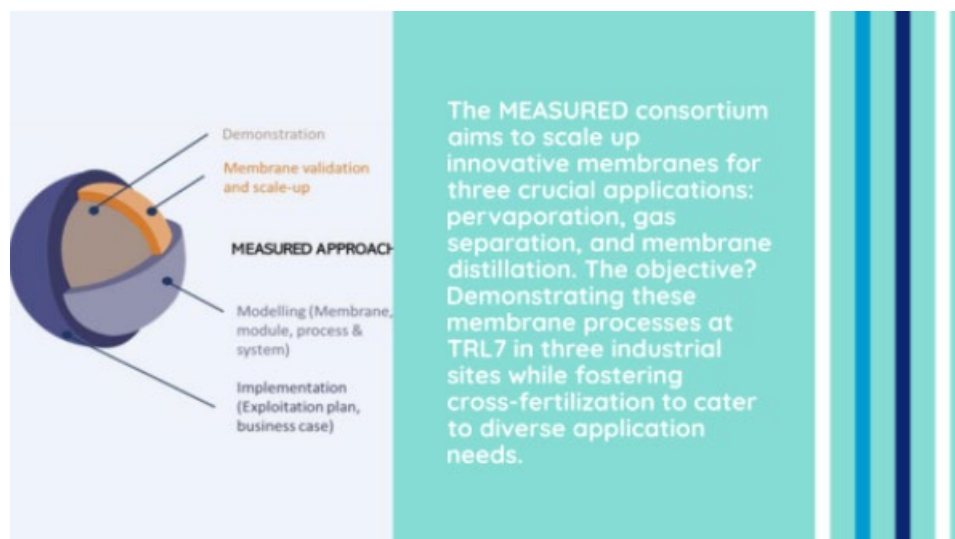 Demonstration
Membrane validation
and scale-up
MEASURED APPROACH
Modelling (Membrane,
module, process &
system)
Implementation
(Exploitation plan,
business case)
The MEASURED consortium
aims to scale up
innovative membranes for
three crucial applications:
pervaporation, gas
separation, and membrane
distillation. The objective?
Demonstrating these
membrane processes at
TRL7 in three industrial
sites while fostering
cross-fertilization to cater
to diverse application
needs.